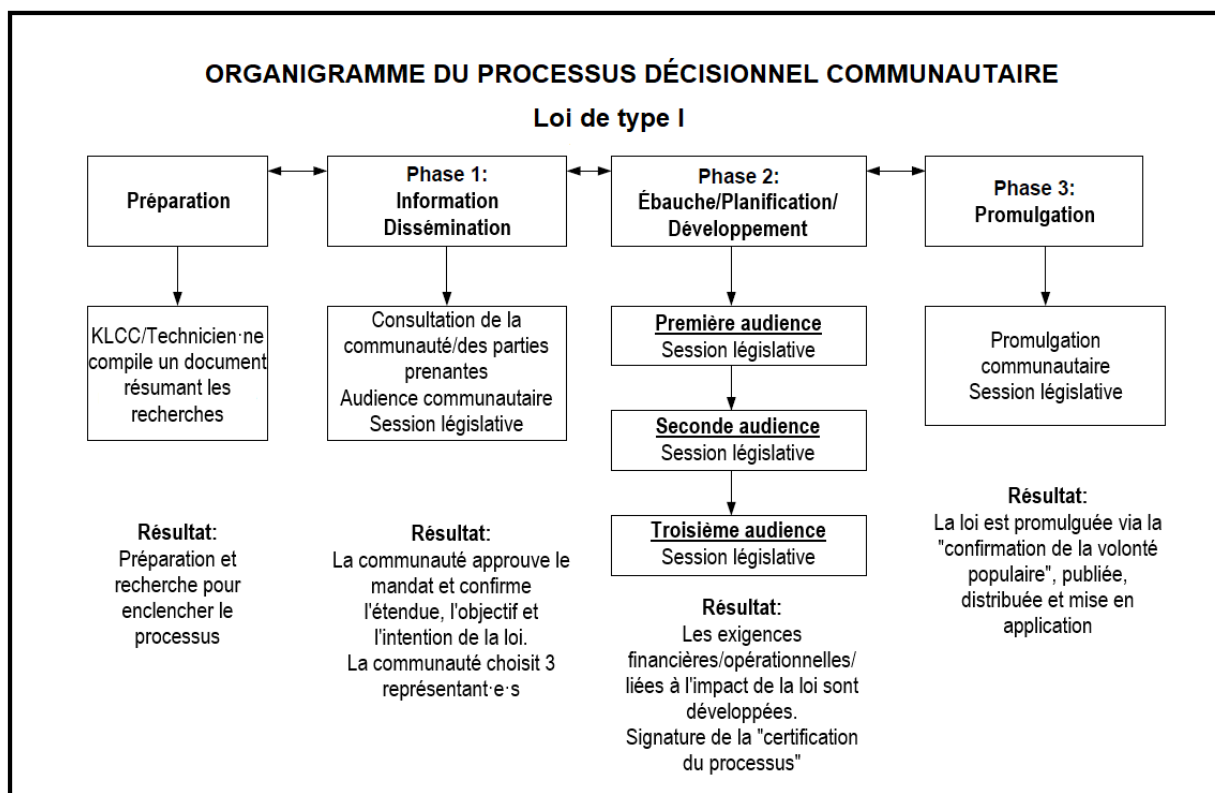 ORGANIGRAMME DU PROCESSUS DÉCISIONNEL COMMUNAUTAIRE
Loi de type I
Préparation
Phase 1:
Information
Dissémination
Phase 2:
Ébauche/Planification/
Développement
Phase 3:
Promulgation
KLCC/Technicien·ne
compile un document
résumant les
recherches
Consultation de la
communauté/des parties
prenantes
Audience communautaire
Session législative
Première audience
Session législative
Seconde audience
Session législative
Troisième audience
Session législative
Promulgation
communautaire
Session législative
Résultat:
Préparation et
recherche pour
enclencher le
processus
Résultat:
La communauté approuve le
mandat et confirme
l'étendue, l'objectif et
l'intention de la loi.
La communauté choisit 3
représentant·e·s
Résultat:
Les exigences
financières/opérationnelles/
liées à l'impact de la loi sont
développées.
Signature de la "certification
du processus"
Résultat:
La loi est promulguée via la
"confirmation de la volonté
populaire", publiée,
distribuée et mise en
application